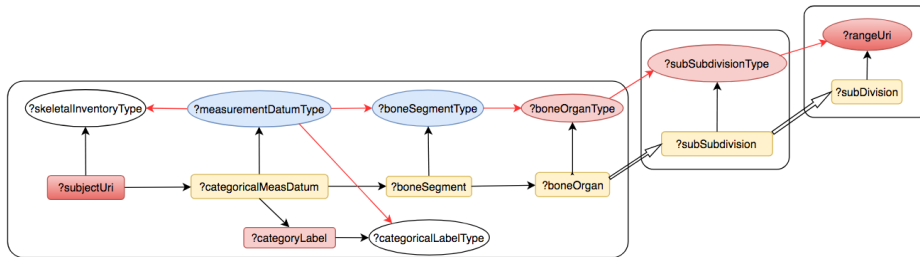 ?rangeUri
?subSubdivisionType
?skeletalInventoryType
?measurementDatumType
?boneSegmentType
?boneOrganType
?subDivision
?subSubdivision
?subjectUri
?categoricalMeasDatum
?boneSegment
?boneOrgan
?categoryLabel
?categoricalLabelType